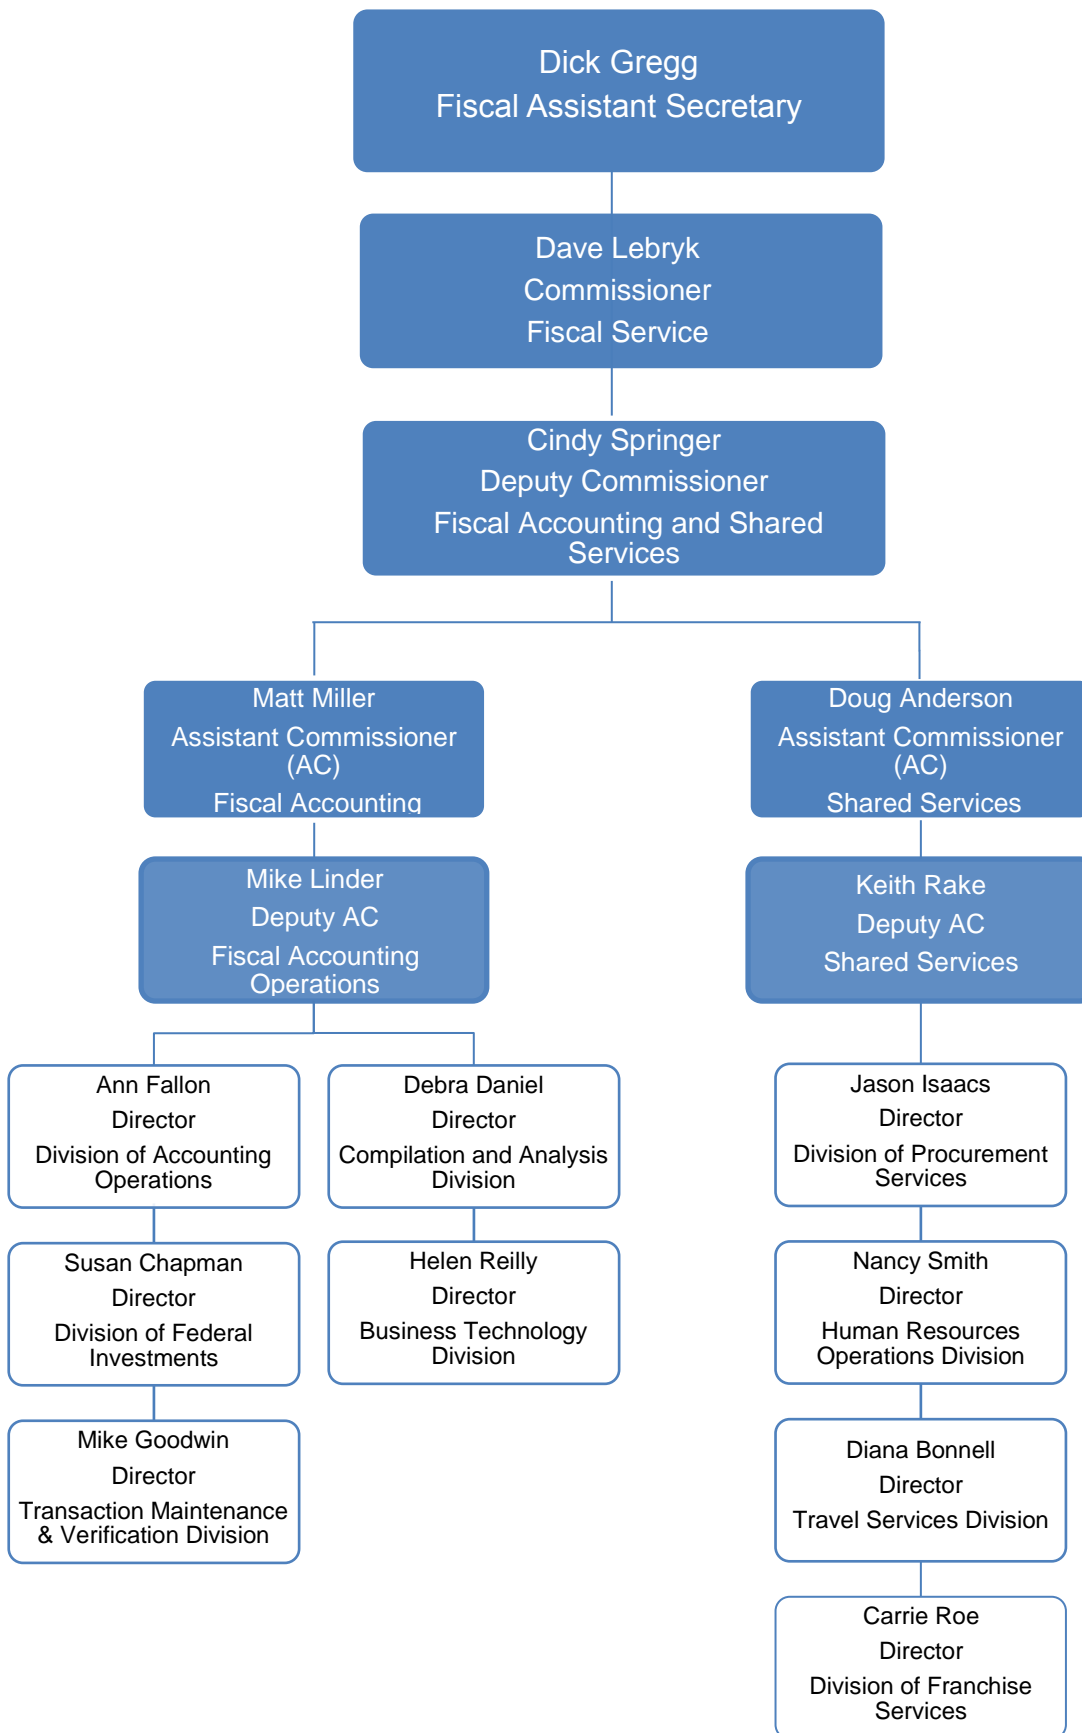 Dick Gregg
Fiscal Assistant Secretary
Dave Lebryk
Commissioner
Fiscal Service
Cindy Springer
Deputy Commissioner
Fiscal Accounting and Shared
Services
Matt Miller
Assistant Commissioner
(AC)
Fiscal Accounting
Doug Anderson
Assistant Commissioner
(AC)
Shared Services
Mike Linder
Deputy AC
Fiscal Accounting
Operations
Keith Rake
Deputy AC
Shared Services
Ann Fallon
Director
Division of Accounting
Operations
Debra Daniel
Director
Compilation and Analysis
Division
Jason Isaacs
Director
Division of Procurement
Services
Susan Chapman
Director
Division of Federal
Investments
Helen Reilly
Director
Business Technology
Division
Nancy Smith
Director
Human Resources
Operations Division
Mike Goodwin
Director
Transaction Maintenance
& Verification Division
Diana Bonnell
Director
Travel Services Division
Carrie Roe
Director
Division of Franchise
Services